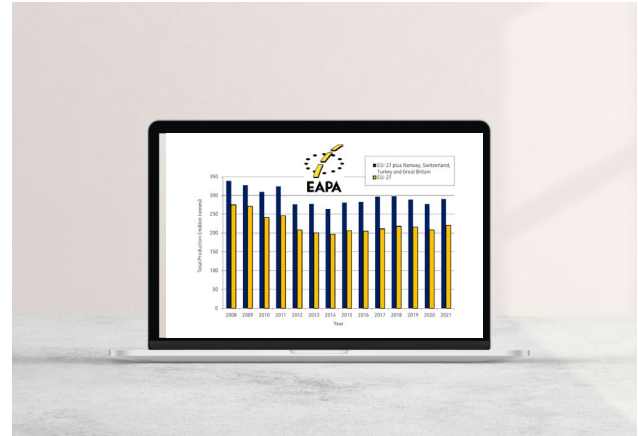 EAPA
EU-27 plus Norway, Switzerland,
Turkey and Great Britain
EU-27
Total Production (million tonnes)
350
300
250
200
150
100
50
0
2008 2009 2010 2011 2012 2013 2014 2015 2016 2017 2018 2019 2020 2021
Year